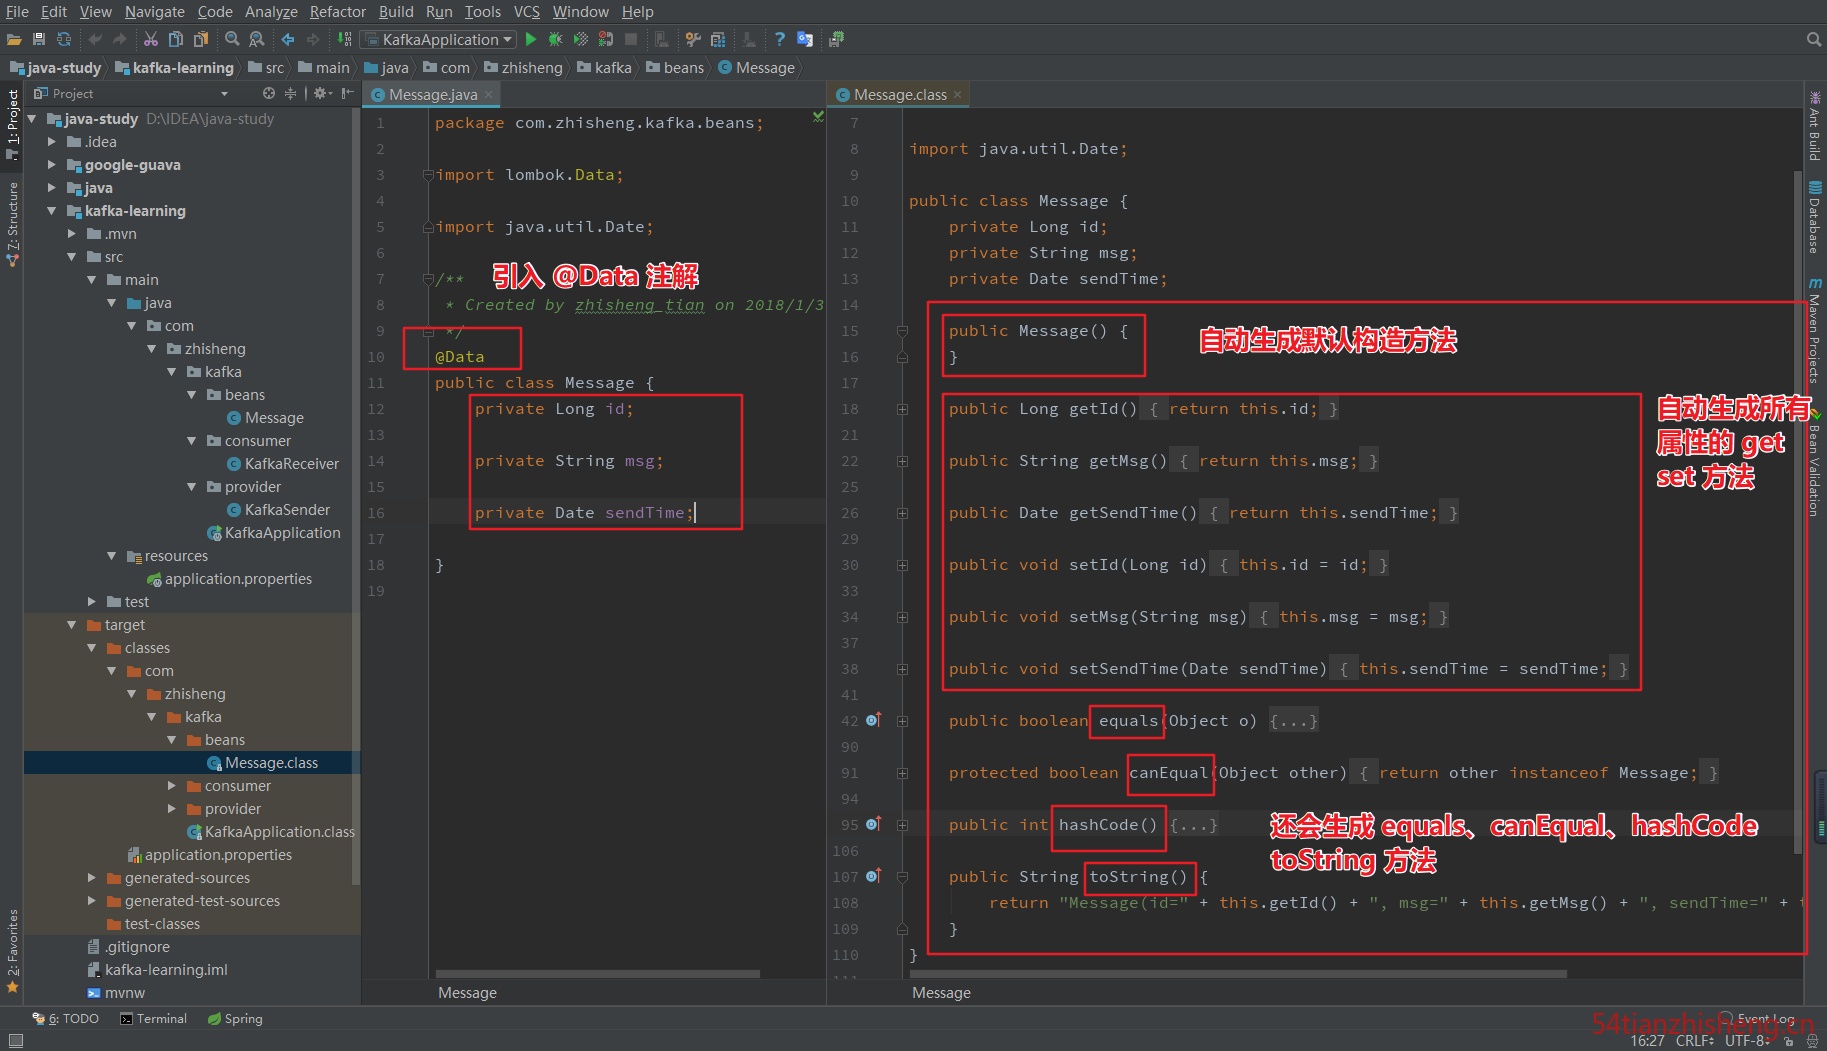 File Edit View Navigate Code Analyze Refactor Build Run Tools VCS Window Help
KafkaApplication
java-study kafka-learning src main java com zhisheng kafka beans Message
Project
Message.java
Message.class
1: Project
7: Structure
2: Favorites
java-study D:\IDEA\java-study
.idea
google-guava
java
kafka-learning
.mvn
src
main
java
com
zhisheng
kafka
beans
Message
consumer
KafkaReceiver
provider
KafkaSender
KafkaApplication
resources
application.properties
test
target
classes
com
zhisheng
kafka
beans
Message.class
consumer
provider
KafkaApplication.class
application.properties
generated-sources
generated-test-sources
test-classes
.gitignore
kafka-learning.iml
mvnw
1 package com.zhisheng.kafka.beans;
2
3 import lombok.Data;
4
5 import java.util.Date;
6
7 /**
引入 @Data 注解
8 * Created by zhisheng_tian on 2018/1/3
9 */
10 @Data
11 public class Message {
12 private Long id;
13
14 private String msg;
15
16 private Date sendTime;
17
18 }
19
Message
7
8 import java.util.Date;
9
10 public class Message {
11 private Long id;
12 private String msg;
13 private Date sendTime;
14
15 public Message() {
16 }
自动生成默认构造方法
17
18 public Long getId() { return this.id; }
21
22 public String getMsg() { return this.msg; }
25
26 public Date getSendTime() { return this.sendTime; }
29
30 public void setId(Long id) { this.id = id; }
33
34 public void setMsg(String msg) { this.msg = msg; }
37
38 public void setSendTime(Date sendTime) { this.sendTime = sendTime; }
自动生成所有
属性的 get
set 方法
41
42 public boolean equals(Object o) {...}
90
91 protected boolean canEqual(Object other) { return other instanceof Message; }
94
95 public int hashCode() {...}
还会生成 equals、canEqual、hashCode
toString 方法
106
107 public String toString() {
108 return "Message(id=" + this.getId() + ", msg=" + this.getMsg() + ", sendTime=" + t
109 }
110 }
111
Message
Ant Build
Database
Maven Projects
Bean Validation
6: TODO Terminal Spring
Event Log
54tianzhisheng.cn
16:27 CRLF UTF-8